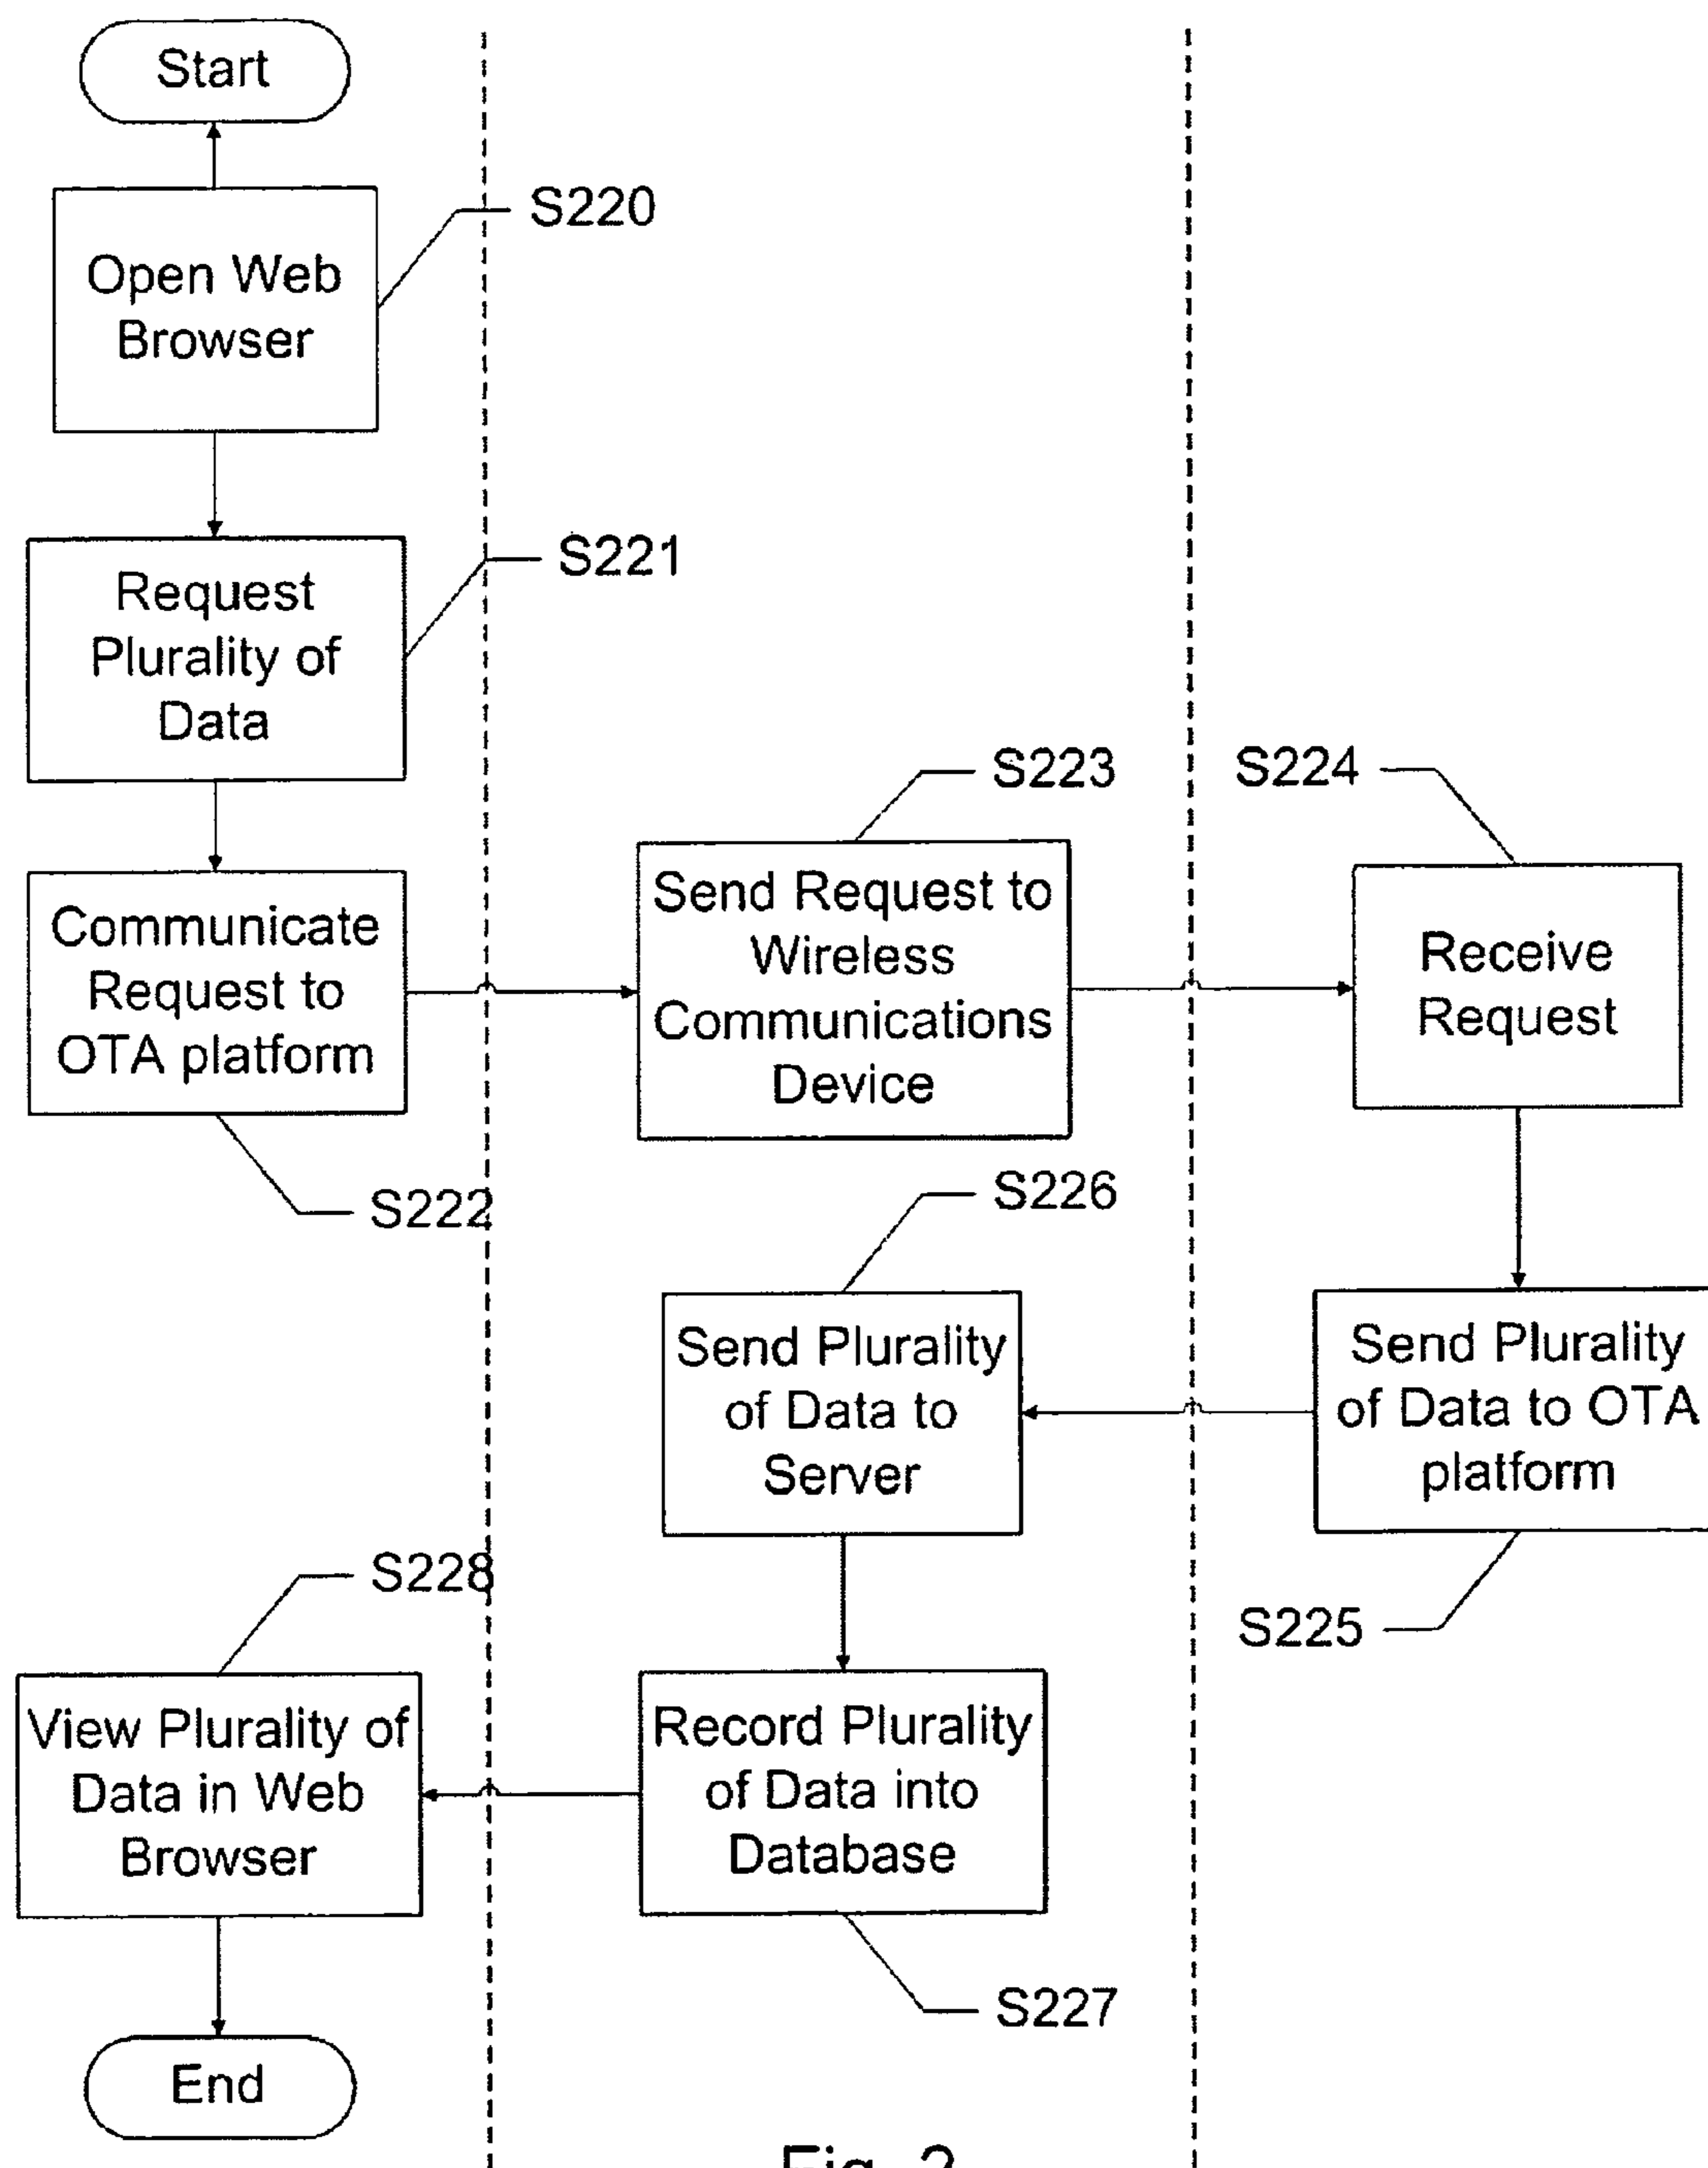 Start
S220
Open Web
Browser
S221
Request
Plurality of
Data
S223
S224
Communicate
Request to
OTA platform
Send Request to
Wireless
Communications
Device
Receive
Request
S222
S226
Send Plurality
of Data to
Server
Send Plurality
of Data to OTA
platform
S228
S225
View Plurality of
Data in Web
Browser
Record Plurality
of Data into
Database
S227
End
Fig. 2